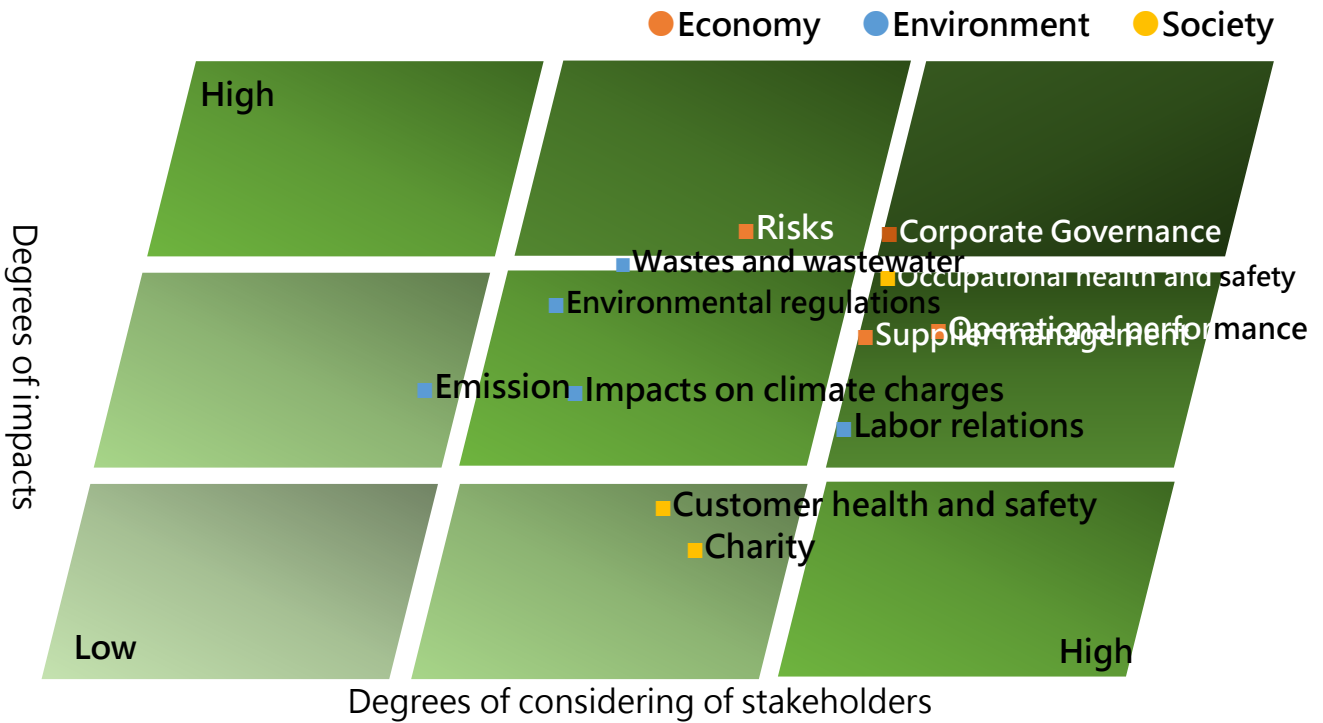 Economy
Environment
Society
High
Risks
Corporate Governance
Wastes and wastewater
Occupational health and safety
Environmental regulations
Operational performance
Supplier management
Emission
Impacts on climate charges
Labor relations
Customer health and safety
Charity
Low
High
Degrees of impacts
Degrees of considering of stakeholders